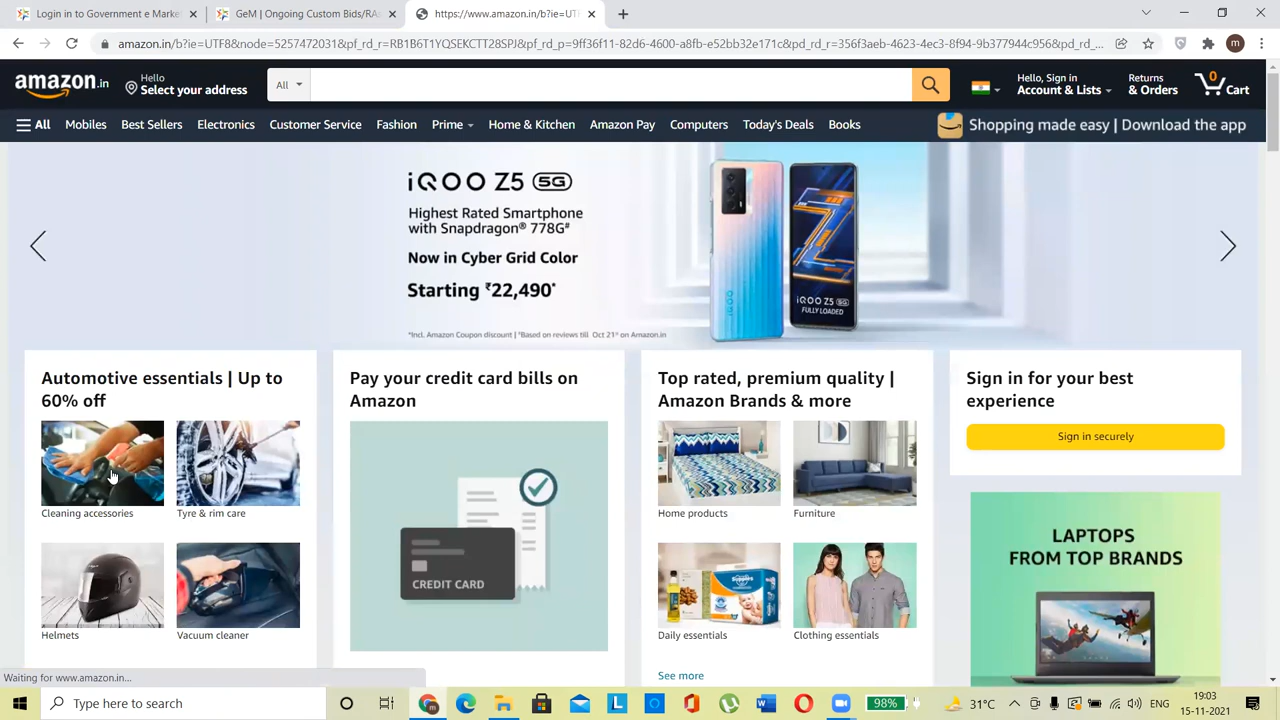 Login to Government e Marke
GeM | Ongoing Custom Bids/RAs
https://www.amazon.in/b?ie=UTF
amazon.in/b?ie=UTF8&node=5257472031&pf_rd_r=RB1B6T1YQSEKCTT28SFJ&pf_rd_p=9ff36f11-82d6-4600-a8fb-e52bb32e171c&pd_rd_r=356f3aeb-4623-4ec3-8f94-9b377944c956&pd_rd_...
m
amazon.in
Hello
Select your address
All
Hello, Sign in
Account & Lists
Returns
& Orders
0
Cart
All Mobiles Best Sellers Electronics Customer Service Fashion Prime Home & Kitchen Amazon Pay Computers Today's Deals Books
Shopping made easy | Download the app
iQOO Z5 5G
Highest Rated Smartphone
with Snapdragon® 778G#
Now in Cyber Grid Color
Starting ₹22,490*
*Incl. Amazon Coupon discount | #Based on reviews till Oct 21st on Amazon.in
iQOO Z5 5G
FULLY LOADED
Automotive essentials | Up to
60% off
Cleaning accessories
Tyre & rim care
Helmets
Vacuum cleaner
Pay your credit card bills on
Amazon
CREDIT CARD
Top rated, premium quality |
Amazon Brands & more
Home products
Furniture
Daily essentials
Clothing essentials
See more
Sign in for your best
experience
Sign in securely
LAPTOPS
FROM TOP BRANDS
Waiting for www.amazon.in...
Type here to search
98%
31°C
ENG
19:03
15-11-2021